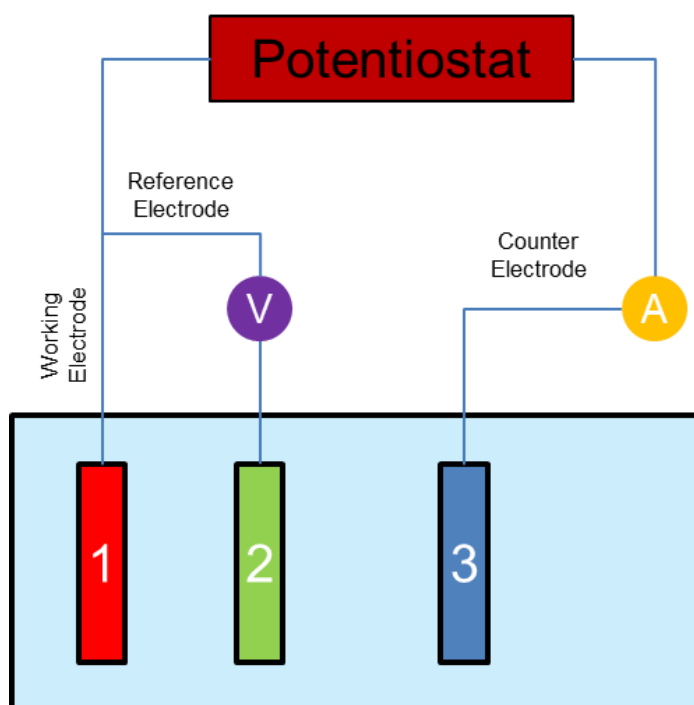 Potentiostat
Reference
Electrode
Counter
Electrode
V
A
Working
Electrode
1
2
3